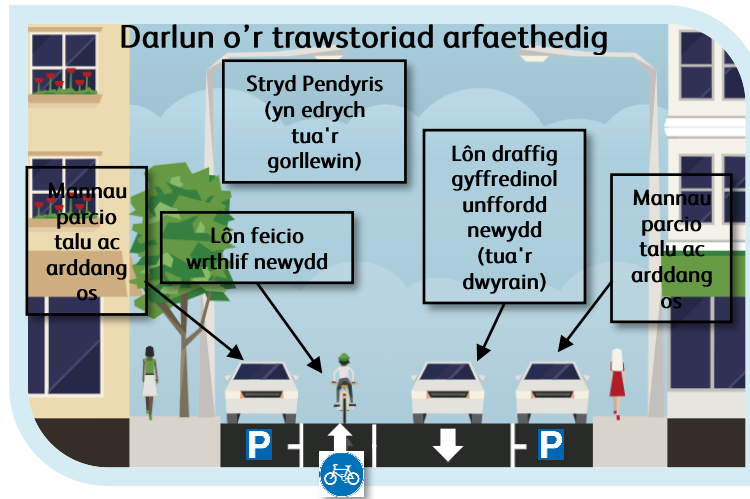 Darlun o'r trawstoriad arfaethedig
Stryd Pendyris
(yn edrych
tua'r
gorllewin)
Lôn draffig
gyffredinol
unffordd
newydd
(tua'r
dwyrain)
Mannau
parcio
talu ac
arddang
os
Lôn feicio
wrthlif newydd
Mannau
parcio
talu ac
arddang
os
P
P